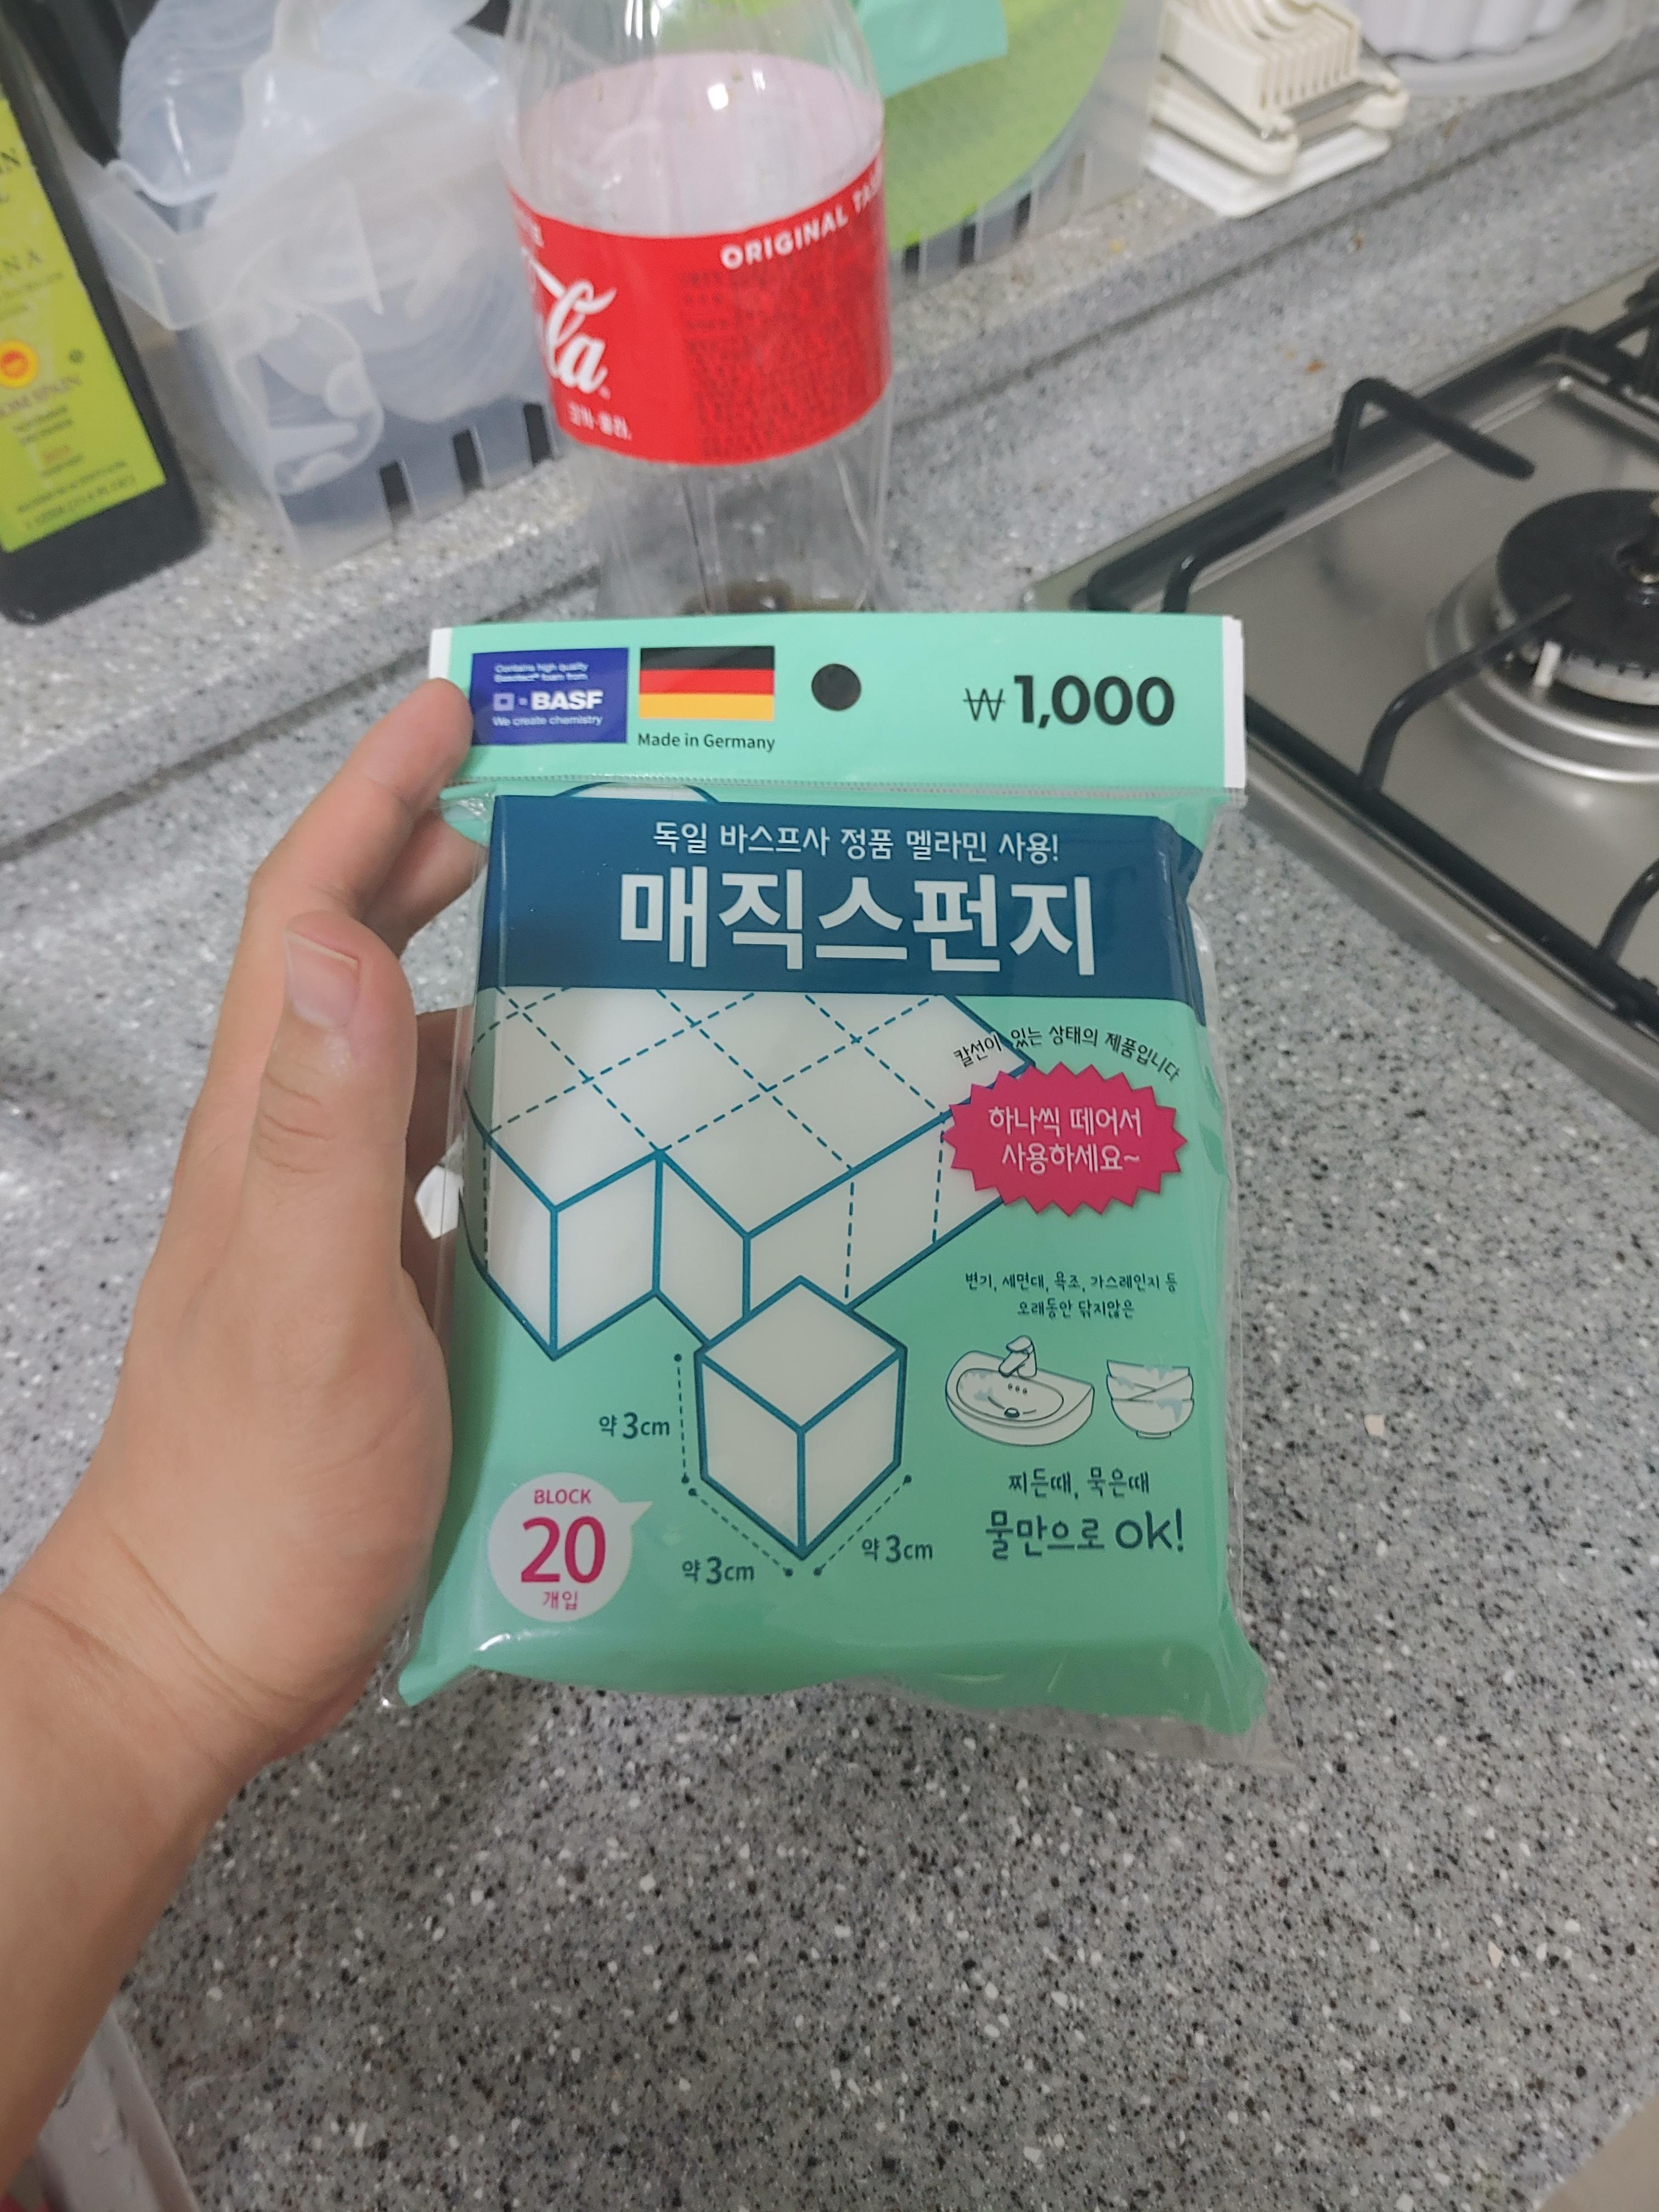 ORIGINAL
코카·콜라.
Contains high quality
Basotect® foam from
BASF
We create chemistry
Made in Germany
₩1,000
독일 바스프사 정품 멜라민 사용!
매직스펀지
칼선이 있는 상태의 제품입니다
하나씩 떼어서
사용하세요~
변기, 세면대, 욕조, 가스레인지 등
오래동안 닦지않은
찌든때, 묵은때
물만으로 ok!
약 3cm
약 3cm
약 3cm
BLOCK
20
개입